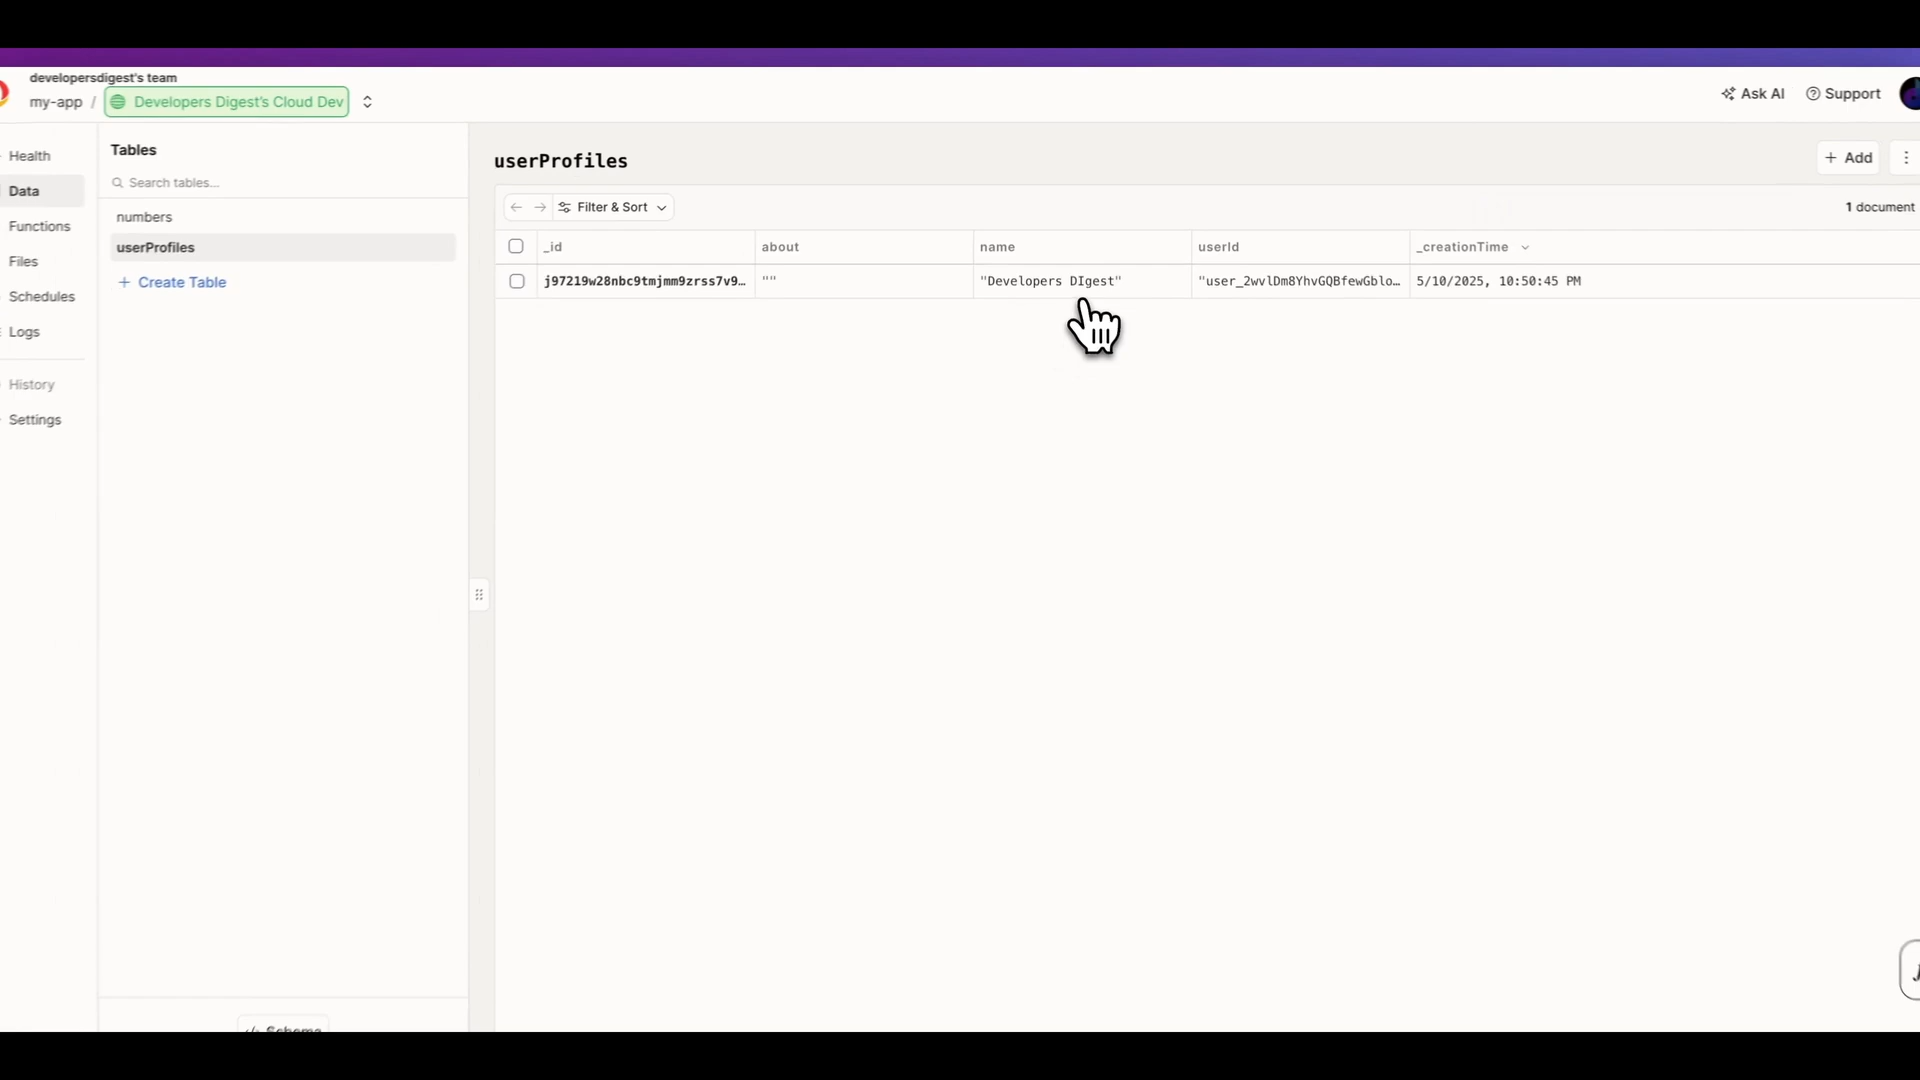 developersdigest's team
my-app / Developers Digest's Cloud Dev
Ask AI
Support
Health
Data
Functions
Files
Schedules
Logs
History
Settings
Tables
Search tables...
numbers
userProfiles
+ Create Table
Schema
userProfiles
+ Add
Filter & Sort
1 document
_id about name userId _creationTime
j97219w28nbc9tmjmm9zrss7v9… "" "Developers DIgest" "user_2wvlDm8YhvGQBfewGblo… 5/10/2025, 10:50:45 PM